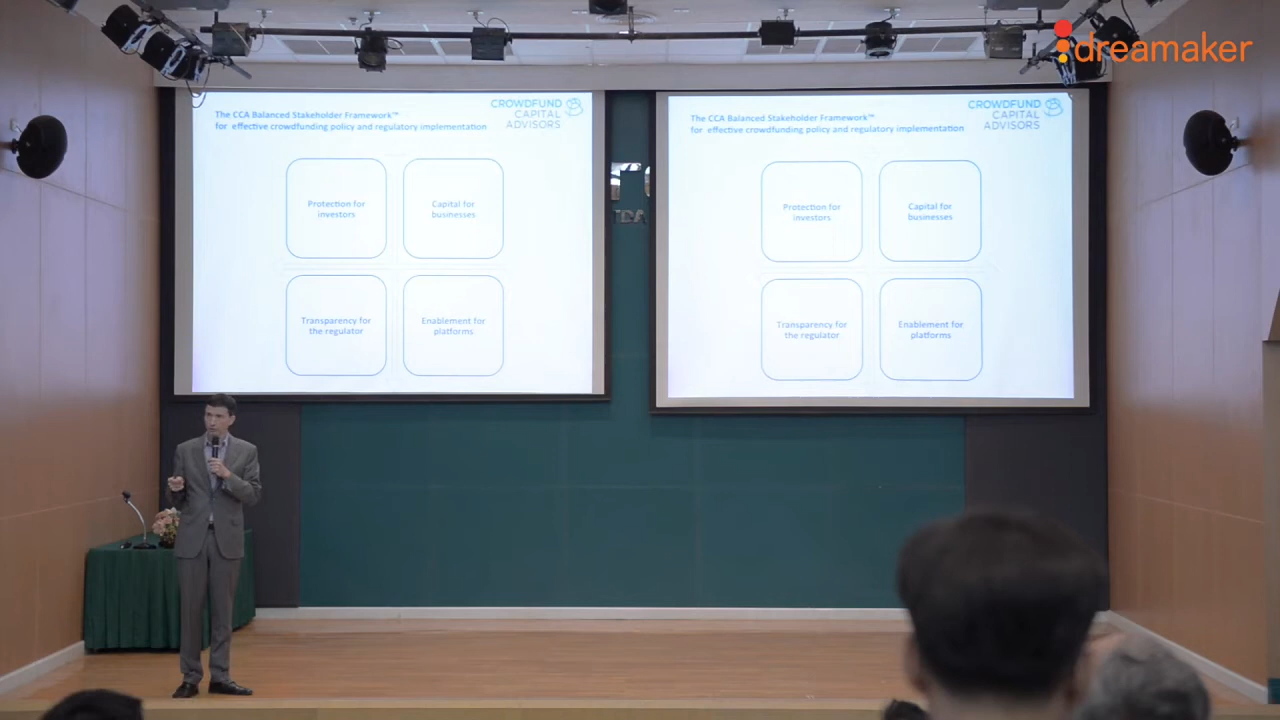 dreamaker
The CCA Balanced Stakeholder Framework™
for effective crowdfunding policy and regulatory implementation
CROWDFUND
CAPITAL
ADVISORS
Protection for
investors
Capital for
businesses
Transparency for
the regulator
Enablement for
platforms
The CCA Balanced Stakeholder Framework™
for effective crowdfunding policy and regulatory implementation
CROWDFUND
CAPITAL
ADVISORS
Protection for
investors
Capital for
businesses
Transparency for
the regulator
Enablement for
platforms